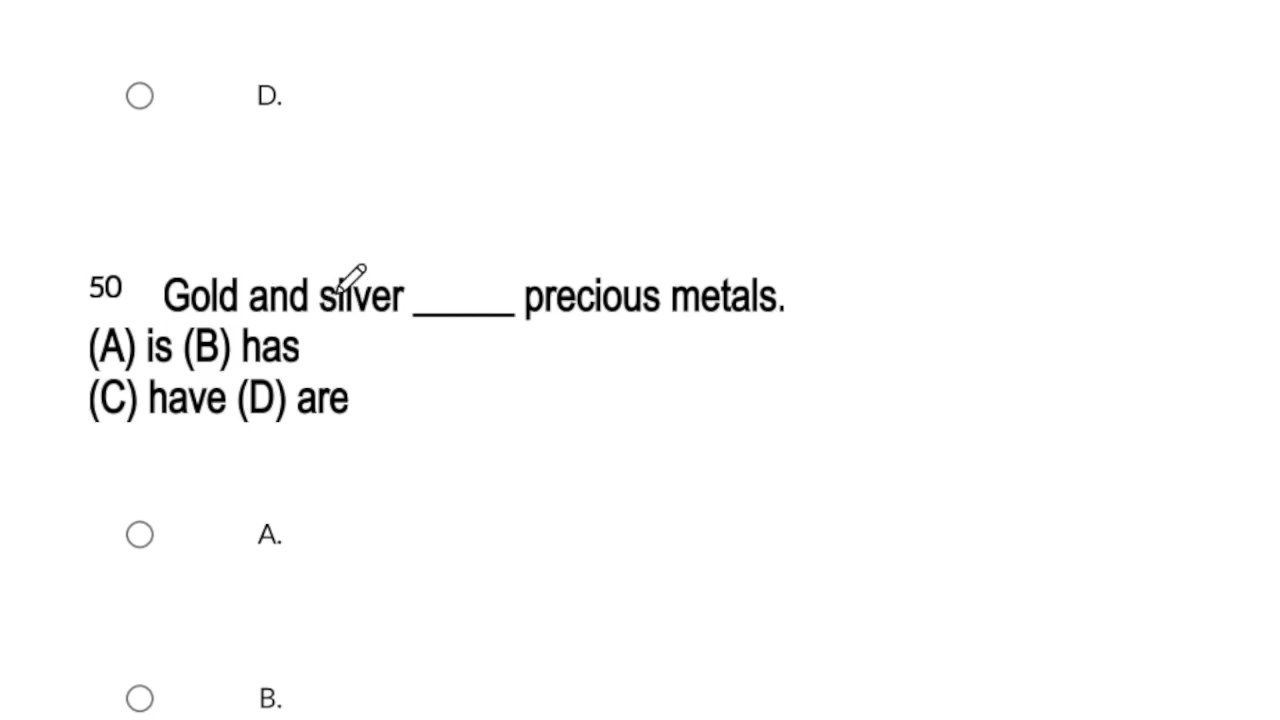 D.
50 Gold and silver _____ precious metals.
(A) is (B) has
(C) have (D) are
A.
B.